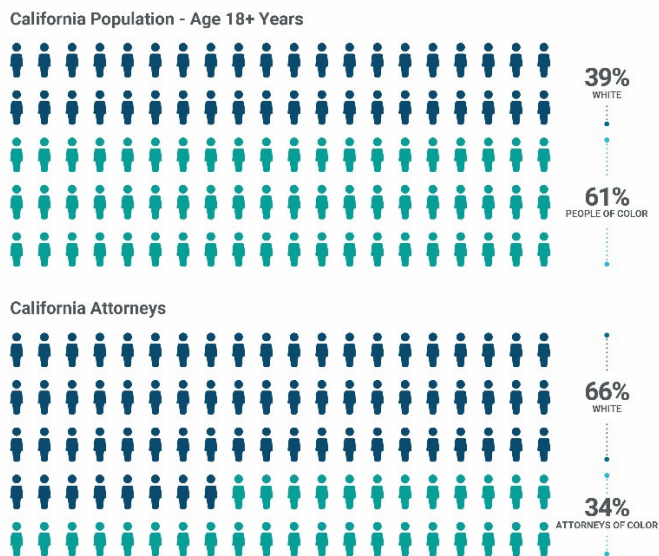 California Population - Age 18+ Years
39%
WHITE
61%
PEOPLE OF COLOR
California Attorneys
66%
WHITE
34%
ATTORNEYS OF COLOR